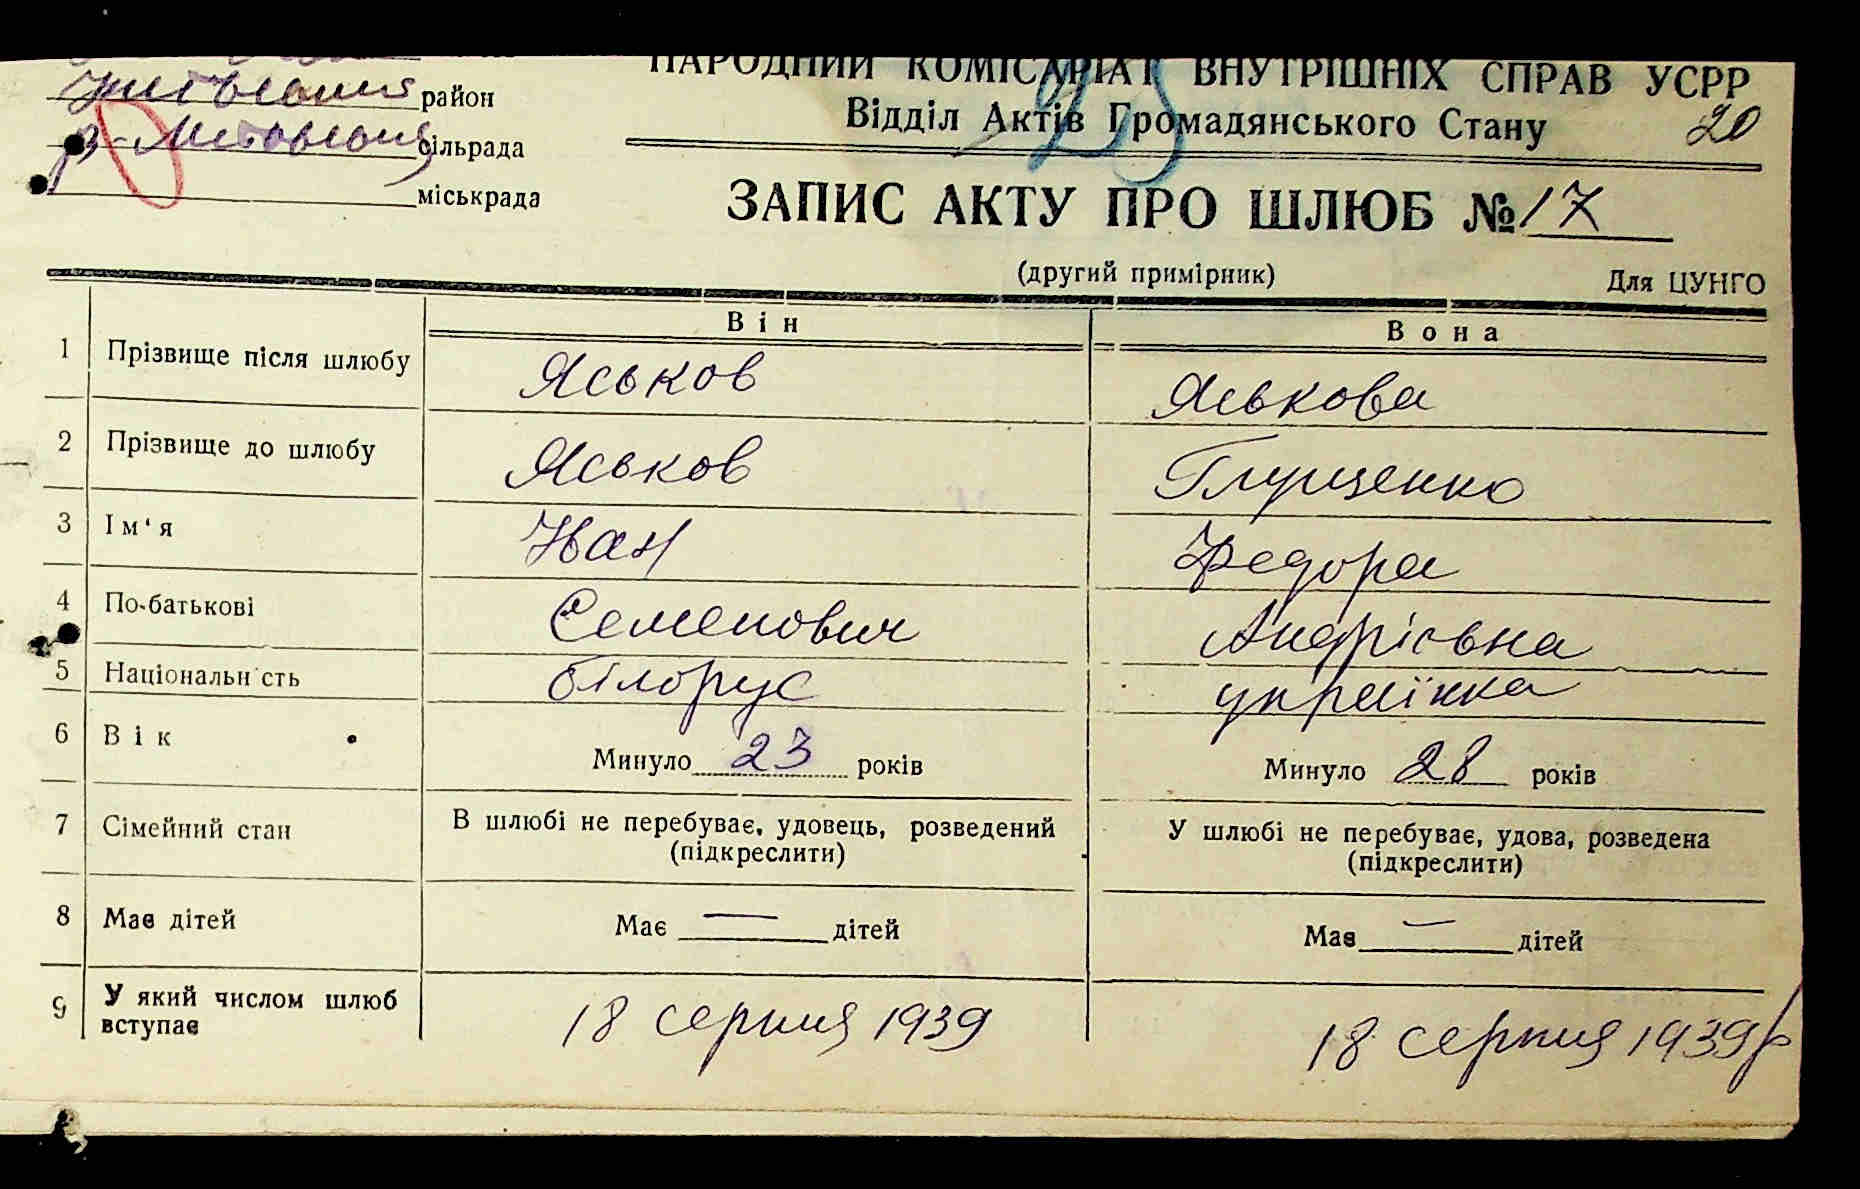 район
НАРОДНИЙ КОМІСАРІАТ ВНУТРІШНІХ СПРАВ УСРР
сільрада
Відділ Актів Громадянського Стану 20
міськрада
23
ЗАПИС АКТУ ПРО ШЛЮБ № 17
(другий примірник) Для ЦУНГО
Він Вона
1 Прізвище після шлюбу Яськов Яськова
2 Прізвище до шлюбу Яськов Глущенко
3 Ім'я Іван Федора
4 По-батькові Семенович Андрієвна
5 Національність білорус українка
6 Вік Минуло 23 років Минуло 28 років
7 Сімейний стан В шлюбі не перебуває, удовець, розведений У шлюбі не перебуває, удова, розведена
(підкреслити) (підкреслити)
8 Має дітей Має — дітей Має — дітей
9 У який числом шлюб
вступає 18 серпня 1939 18 серпня 1939 р